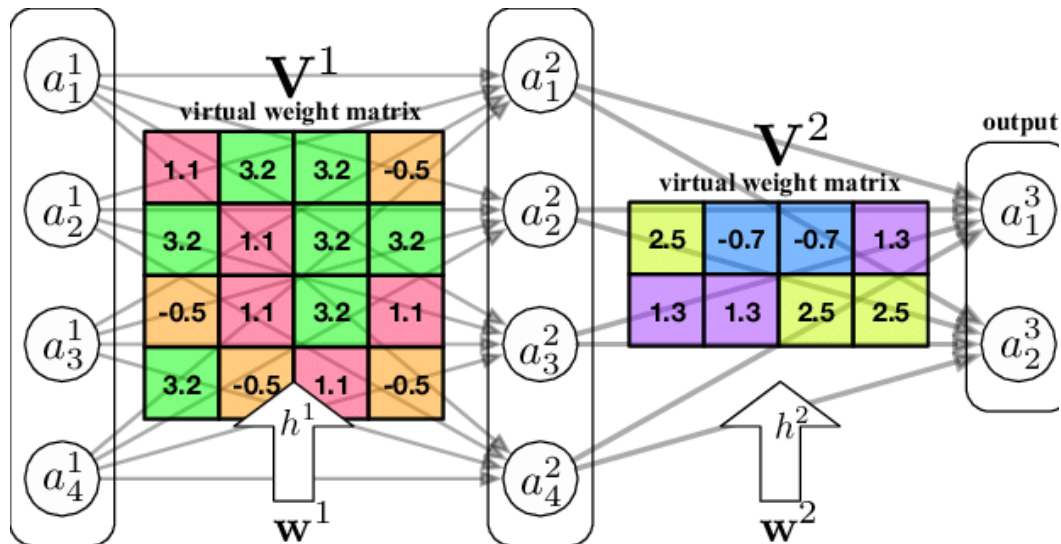 V¹
virtual weight matrix
1.1 3.2 3.2 -0.5
3.2 1.1 3.2 3.2
-0.5 1.1 3.2 1.1
3.2 -0.5 1.1 -0.5
h¹
w¹
a₁¹
a₂¹
a₃¹
a₄¹
a₁²
a₂²
a₃²
a₄²
V²
virtual weight matrix
2.5 -0.7 -0.7 1.3
1.3 1.3 2.5 2.5
h²
w²
output
a₁³
a₂³